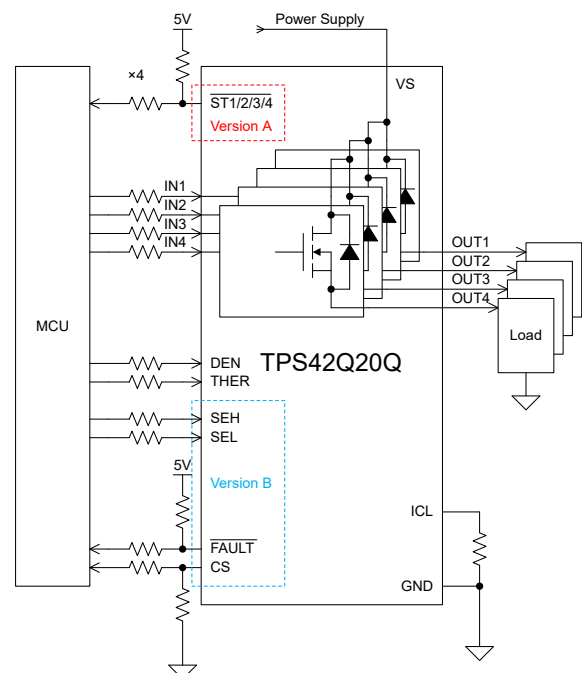 5V
Power Supply
×4
VS
ST1/2/3/4
Version A
IN1
IN2
IN3
IN4
OUT1
OUT2
OUT3
OUT4
MCU
Load
TPS42Q20Q
DEN
THER
SEH
SEL
5V
Version B
ICL
FAULT
CS
GND